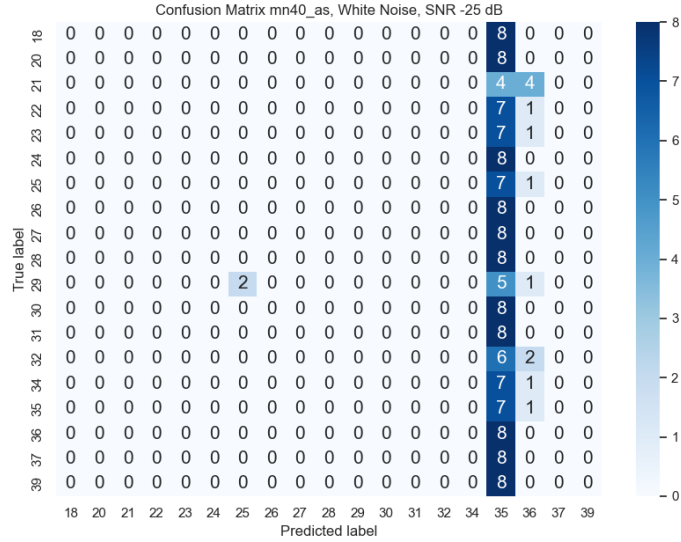 Confusion Matrix mn40_as, White Noise, SNR -25 dB
18 0 0 0 0 0 0 0 0 0 0 0 0 0 0 0 8 0 0 0
20 0 0 0 0 0 0 0 0 0 0 0 0 0 0 0 8 0 0 0
21 0 0 0 0 0 0 0 0 0 0 0 0 0 0 0 4 4 0 0
22 0 0 0 0 0 0 0 0 0 0 0 0 0 0 0 7 1 0 0
23 0 0 0 0 0 0 0 0 0 0 0 0 0 0 0 7 1 0 0
24 0 0 0 0 0 0 0 0 0 0 0 0 0 0 0 8 0 0 0
25 0 0 0 0 0 0 0 0 0 0 0 0 0 0 0 7 1 0 0
26 0 0 0 0 0 0 0 0 0 0 0 0 0 0 0 8 0 0 0
27 0 0 0 0 0 0 0 0 0 0 0 0 0 0 0 8 0 0 0
28 0 0 0 0 0 0 0 0 0 0 0 0 0 0 0 8 0 0 0
29 0 0 0 0 0 0 2 0 0 0 0 0 0 0 0 5 1 0 0
30 0 0 0 0 0 0 0 0 0 0 0 0 0 0 0 8 0 0 0
31 0 0 0 0 0 0 0 0 0 0 0 0 0 0 0 8 0 0 0
32 0 0 0 0 0 0 0 0 0 0 0 0 0 0 0 6 2 0 0
34 0 0 0 0 0 0 0 0 0 0 0 0 0 0 0 7 1 0 0
35 0 0 0 0 0 0 0 0 0 0 0 0 0 0 0 7 1 0 0
36 0 0 0 0 0 0 0 0 0 0 0 0 0 0 0 8 0 0 0
37 0 0 0 0 0 0 0 0 0 0 0 0 0 0 0 8 0 0 0
39 0 0 0 0 0 0 0 0 0 0 0 0 0 0 0 8 0 0 0
18 20 21 22 23 24 25 26 27 28 29 30 31 32 34 35 36 37 39
True label
Predicted label
8
7
6
5
4
3
2
1
0